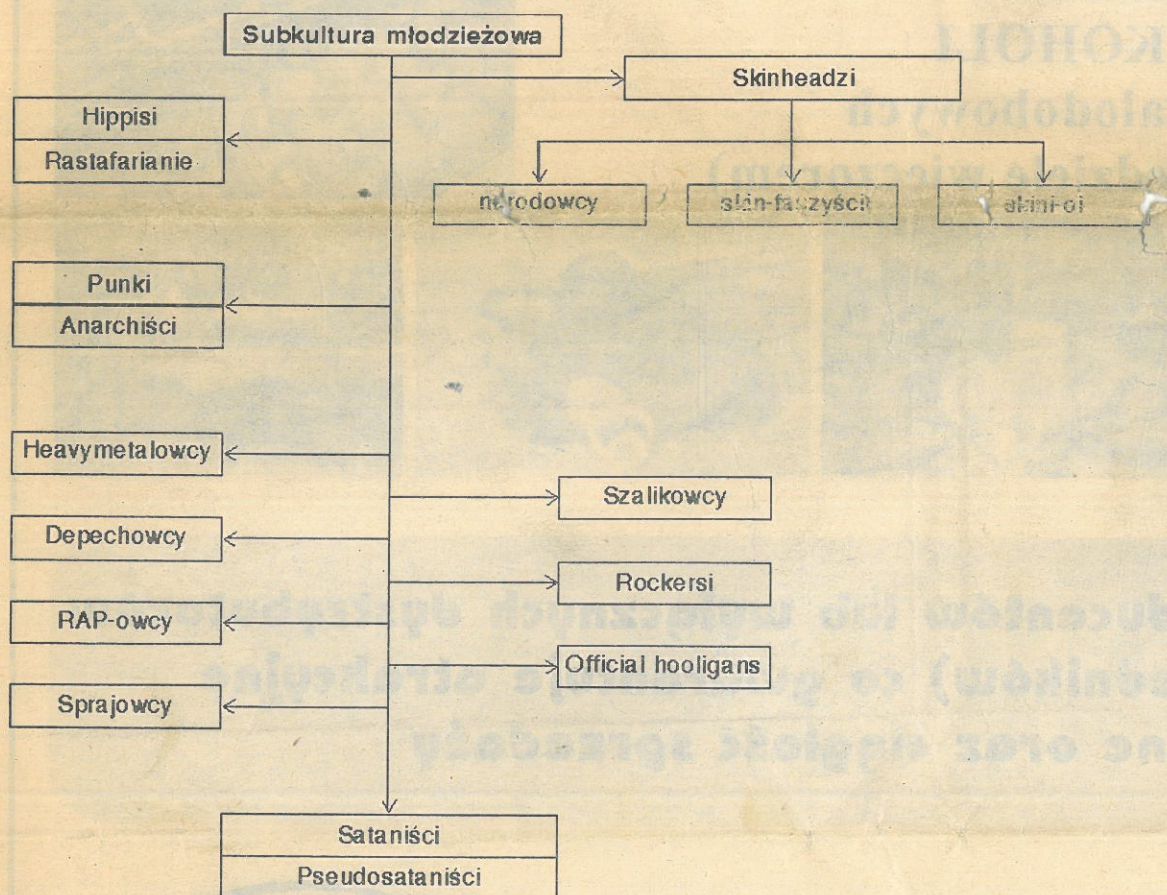 Subkultura młodzieżowa
Skinheadzi
Hippisi
Rastafarianie
narodowcy
skin-faszyści
skini-oi
Punki
Anarchiści
Heavymetalowcy
Szalikowcy
Depechowcy
Rockersi
RAP-owcy
Official hooligans
Sprajowcy
Sataniści
Pseudosataniści